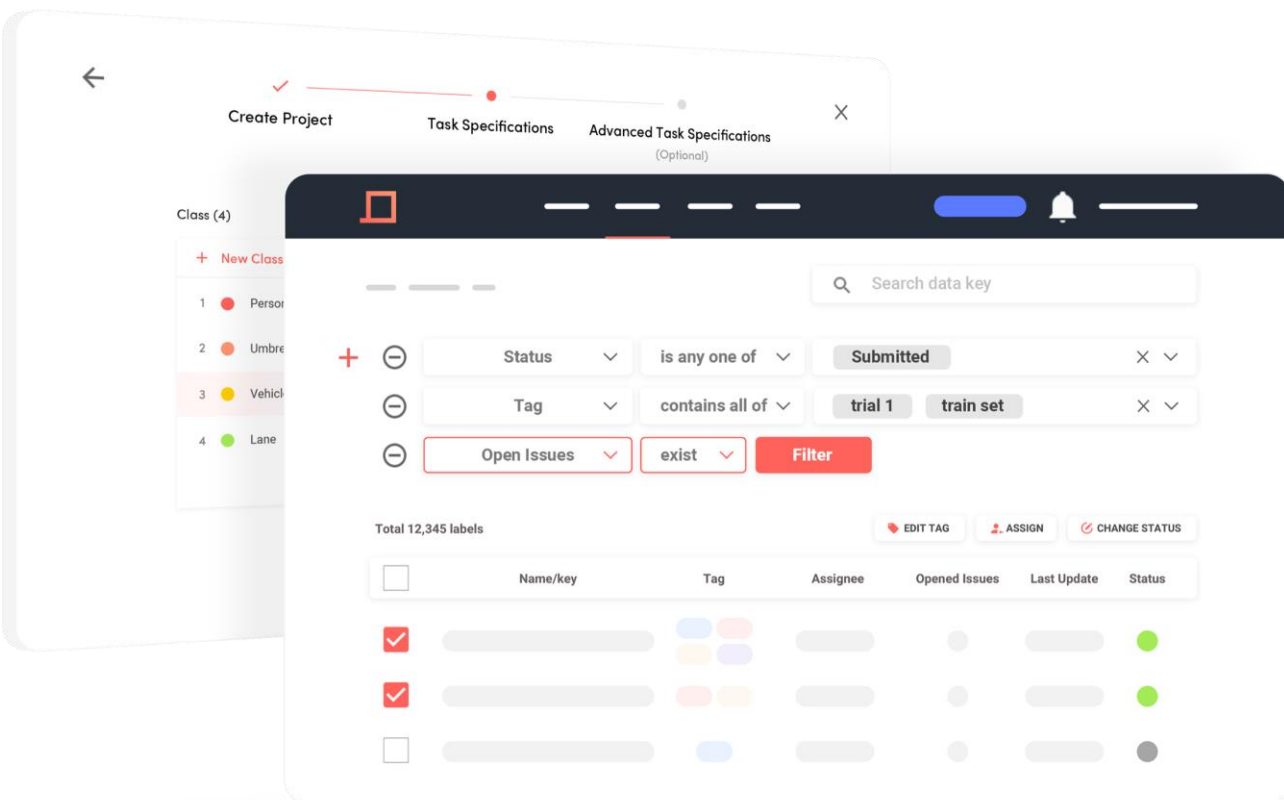 Create Project
Task Specifications
Advanced Task Specifications
(Optional)
Class (4)
+ New Class
1 Person
2 Umbre
3 Vehicl
4 Lane
Search data key
Status is any one of Submitted
Tag contains all of trial 1 train set
Open Issues exist Filter
Total 12,345 labels
EDIT TAG ASSIGN CHANGE STATUS
Name/key Tag Assignee Opened Issues Last Update Status